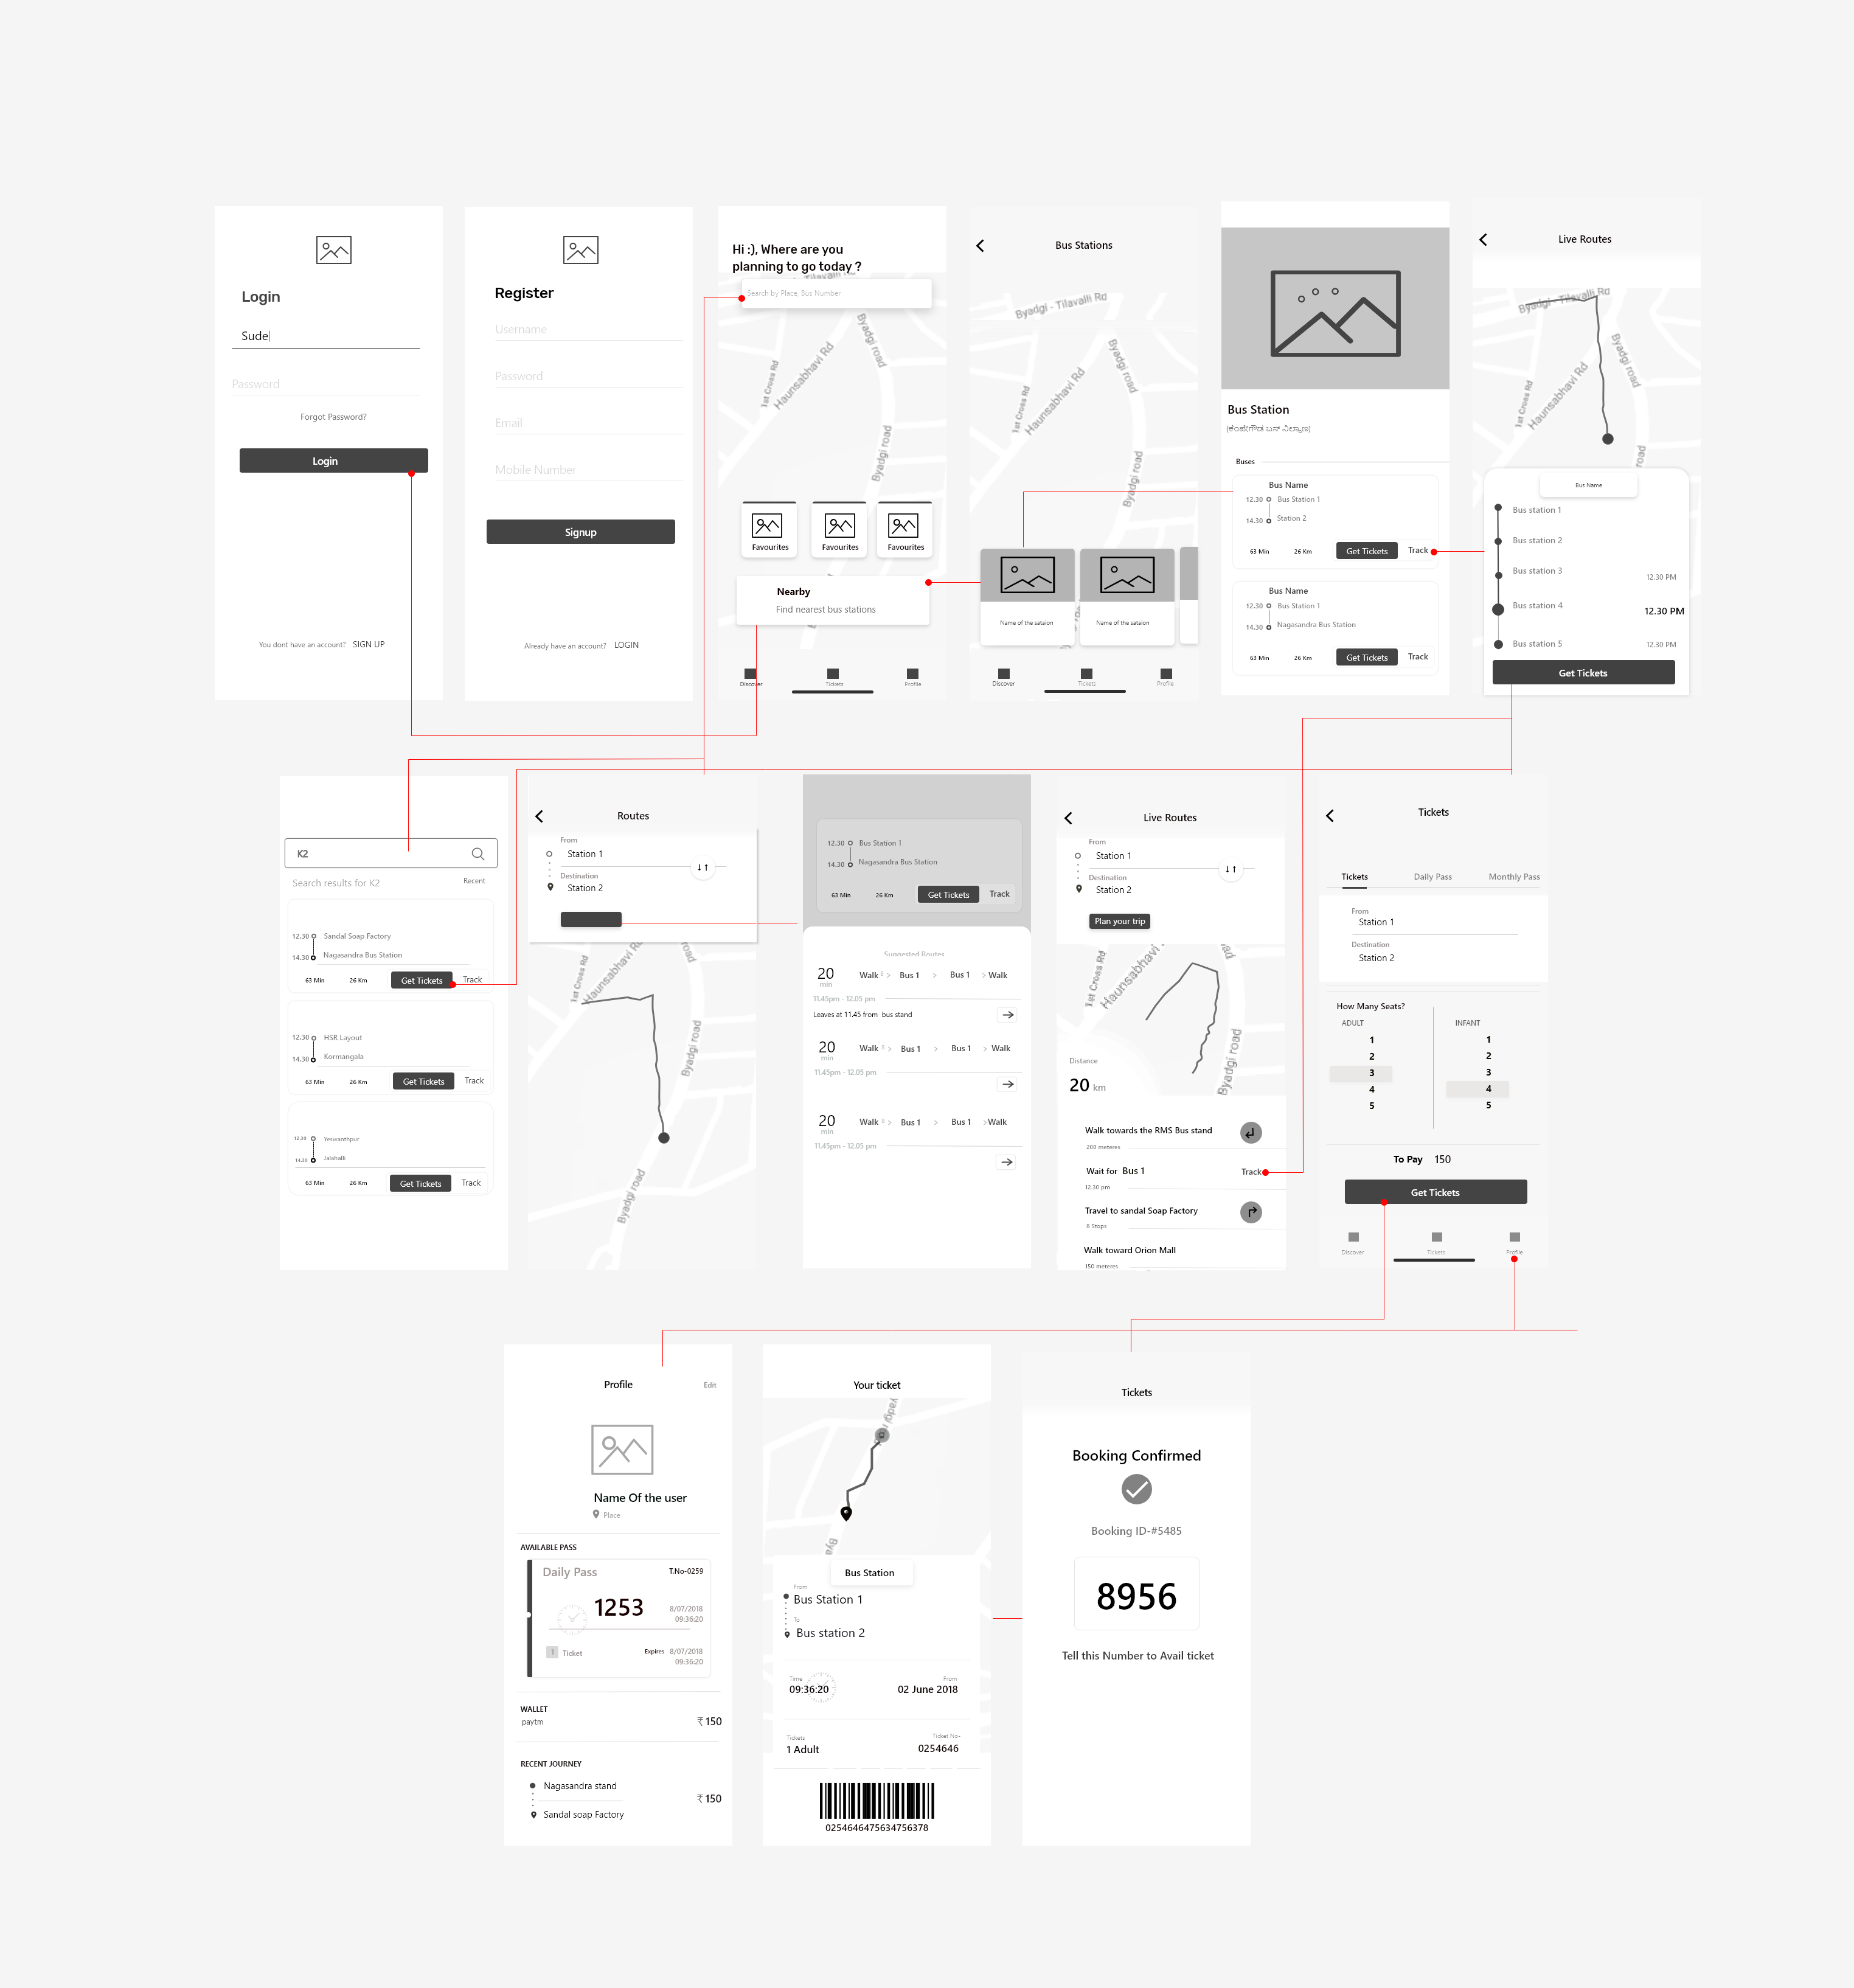 Login
Sude
Password
Forgot Password?
Login
You dont have an account? SIGN UP
Register
Username
Password
Email
Mobile Number
Signup
Already have an account? LOGIN
Hi :), Where are you
planning to go today ?
Search by Place, Bus Number
1st Cross Rd
Haunsabhavi Rd
Byadgi road
Byadgi road
Favourites
Favourites
Favourites
Nearby
Find nearest bus stations
Discover
Tickets
Profile
Bus Stations
Byadgi - Tilavalli Rd
1st Cross Rd
Haunsabhavi Rd
Byadgi road
Byadgi road
Name of the sataion
Name of the sataion
Discover
Tickets
Profile
Bus Station
(ಕೆಂಪೇಗೌಡ ಬಸ್ ನಿಲ್ದಾಣ)
Buses
Bus Name
12.30 Bus Station 1
14.30 Station 2
63 Min 26 Km Get Tickets Track
Bus Name
12.30 Bus Station 1
14.30 Nagasandra Bus Station
63 Min 26 Km Get Tickets Track
Live Routes
Byadgi - Tilavalli Rd
1st Cross Rd
Haunsabhavi Rd
Byadgi road
road
Bus Name
Bus station 1
Bus station 2
Bus station 3 12.30 PM
Bus station 4 12.30 PM
Bus station 5 12.30 PM
Get Tickets
K2
Search results for K2 Recent
12.30 Sandal Soap Factory
14.30 Nagasandra Bus Station
63 Min 26 Km Get Tickets Track
12.30 HSR Layout
14.30 Kormangala
63 Min 26 Km Get Tickets Track
12.30 Yeswanthpur
14.30 Jalahalli
63 Min 26 Km Get Tickets Track
Routes
From
Station 1
Destination
Station 2
1st Cross Rd
Haunsabhavi Rd
Byadgi road
Byadgi road
12.30 Bus Station 1
14.30 Nagasandra Bus Station
63 Min 26 Km Get Tickets Track
Suggested Routes
20 min Walk 8 > Bus 1 > Bus 1 > Walk
11.45pm - 12.05 pm
Leaves at 11.45 from bus stand
20 min Walk 8 > Bus 1 > Bus 1 > Walk
11.45pm - 12.05 pm
20 min Walk 8 > Bus 1 > Bus 1 > Walk
11.45pm - 12.05 pm
Live Routes
From
Station 1
Destination
Station 2
Plan your trip
1st Cross Rd
Haunsabhavi Rd
Byadgi road
Distance
20 km
Walk towards the RMS Bus stand
200 meteres
Wait for Bus 1 Track
12.30 pm
Travel to sandal Soap Factory
8 Stops
Walk toward Orion Mall
150 meteres
Tickets
Tickets Daily Pass Monthly Pass
From
Station 1
Destination
Station 2
How Many Seats?
ADULT INFANT
1 1
2 2
3 3
4 4
5 5
To Pay 150
Get Tickets
Discover
Tickets
Profile
Profile Edit
Name Of the user
Place
AVAILABLE PASS
Daily Pass T.No-0259
1253 8/07/2018
09:36:20
1 Ticket Expires 8/07/2018
09:36:20
WALLET
paytm ₹ 150
RECENT JOURNEY
Nagasandra stand
₹ 150
Sandal soap Factory
Your ticket
Bus Station
From
Bus Station 1
To
Bus station 2
Time From
09:36:20 02 June 2018
Tickets Ticket No-
1 Adult 0254646
0254646475634756378
Tickets
Booking Confirmed
Booking ID-#5485
8956
Tell this Number to Avail ticket